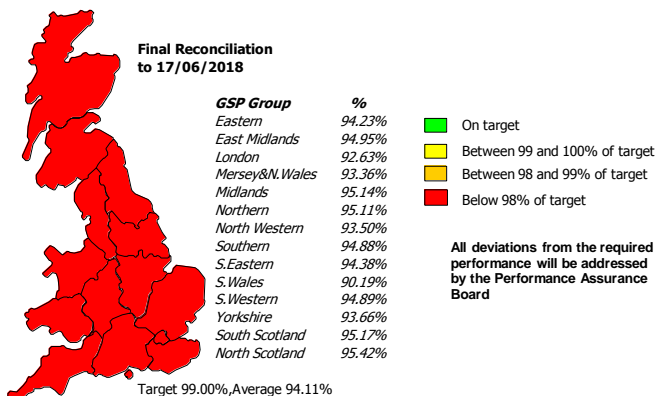 Final Reconciliation
to 17/06/2018
GSP Group %
Eastern 94.23%
East Midlands 94.95%
London 92.63%
Mersey&N.Wales 93.36%
Midlands 95.14%
Northern 95.11%
North Western 93.50%
Southern 94.88%
S.Eastern 94.38%
S.Wales 90.19%
S.Western 94.89%
Yorkshire 93.66%
South Scotland 95.17%
North Scotland 95.42%
On target
Between 99 and 100% of target
Between 98 and 99% of target
Below 98% of target
All deviations from the required
performance will be addressed
by the Performance Assurance
Board
Target 99.00%,Average 94.11%